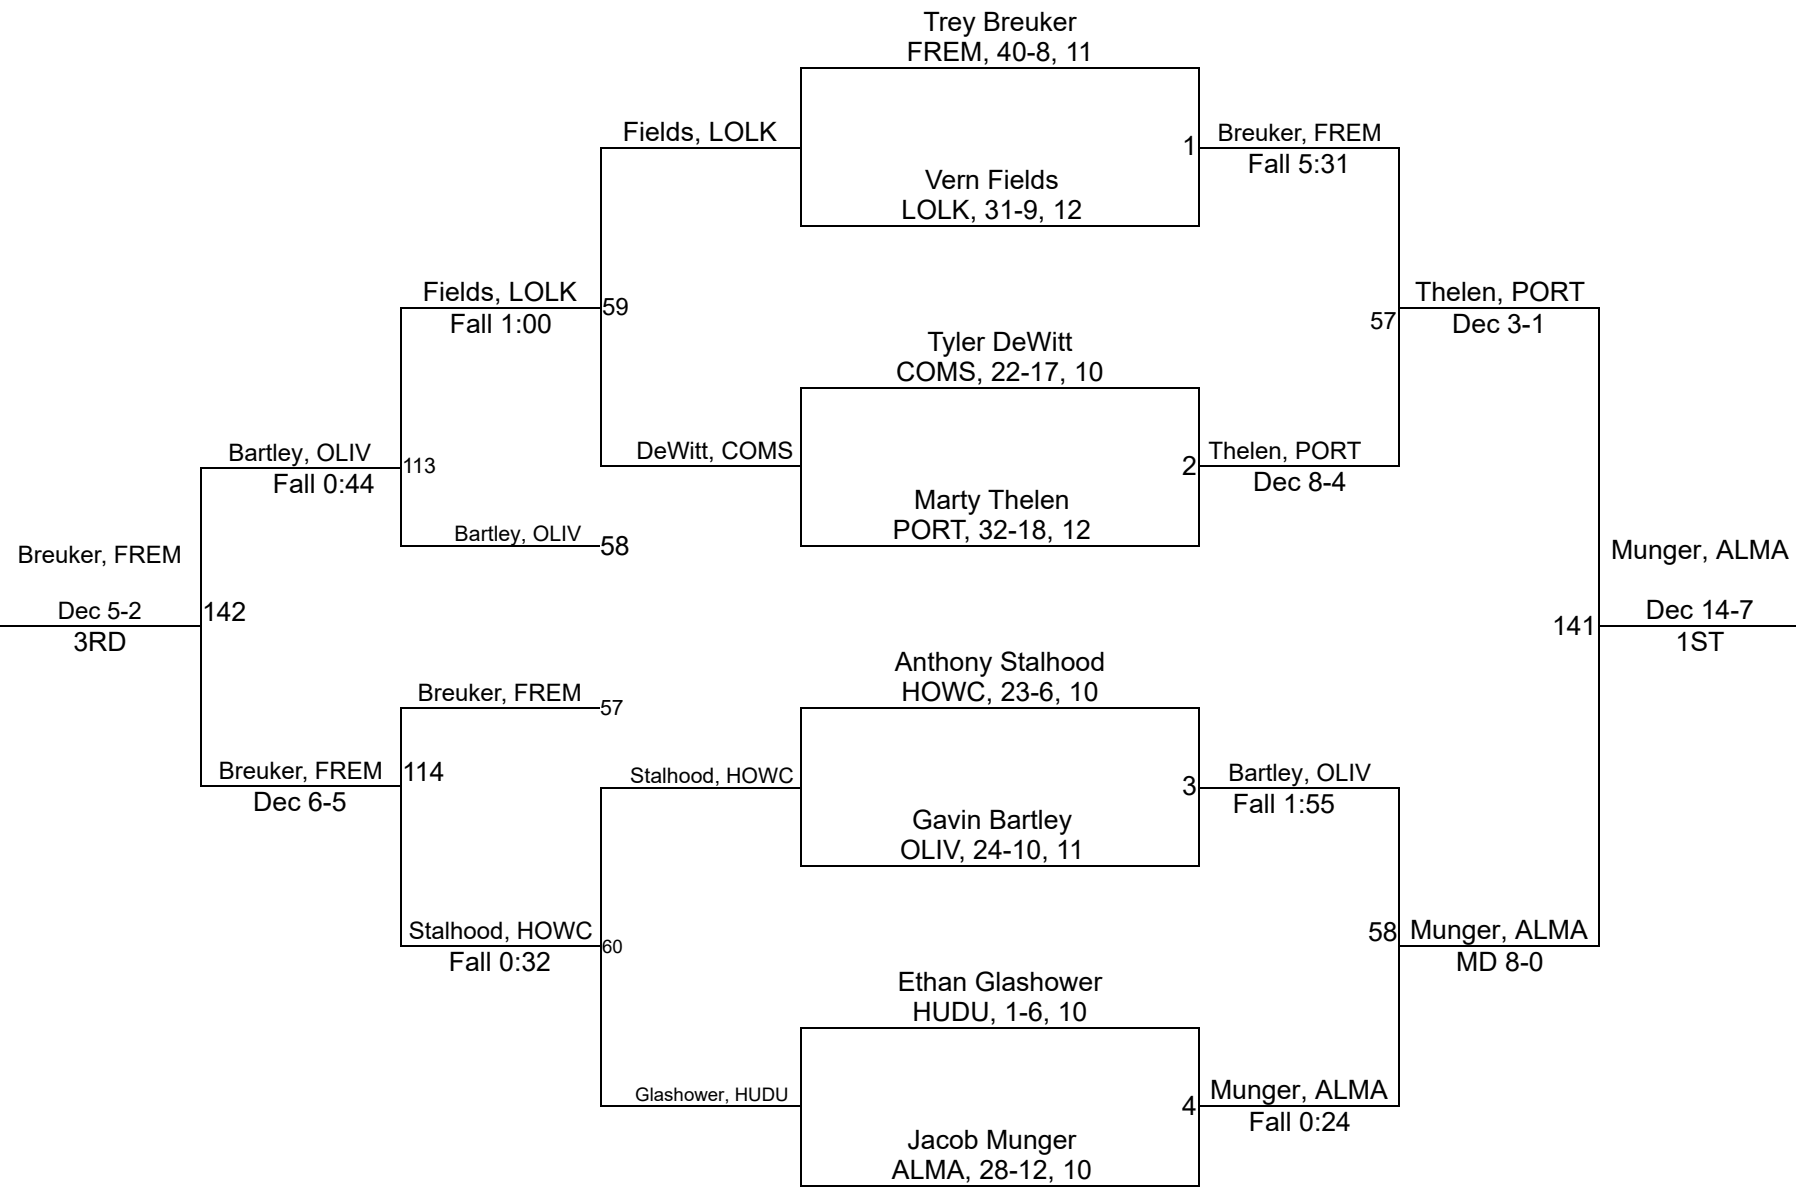 Trey Breuker
FREM, 40-8, 11
Fields, LOLK
1
Breuker, FREM
Fall 5:31
Vern Fields
LOLK, 31-9, 12
Fields, LOLK
Fall 1:00
59
57
Thelen, PORT
Dec 3-1
Tyler DeWitt
COMS, 22-17, 10
Bartley, OLIV
Fall 0:44
113
DeWitt, COMS
2
Thelen, PORT
Dec 8-4
Marty Thelen
PORT, 32-18, 12
Bartley, OLIV
58
Breuker, FREM
Dec 5-2
3RD
142
Munger, ALMA
141
Dec 14-7
1ST
Anthony Stalhood
HOWC, 23-6, 10
Breuker, FREM
57
Breuker, FREM
Dec 6-5
114
Stalhood, HOWC
3
Bartley, OLIV
Fall 1:55
Gavin Bartley
OLIV, 24-10, 11
Stalhood, HOWC
Fall 0:32
60
58
Munger, ALMA
MD 8-0
Ethan Glashower
HUDU, 1-6, 10
Glashower, HUDU
4
Munger, ALMA
Fall 0:24
Jacob Munger
ALMA, 28-12, 10